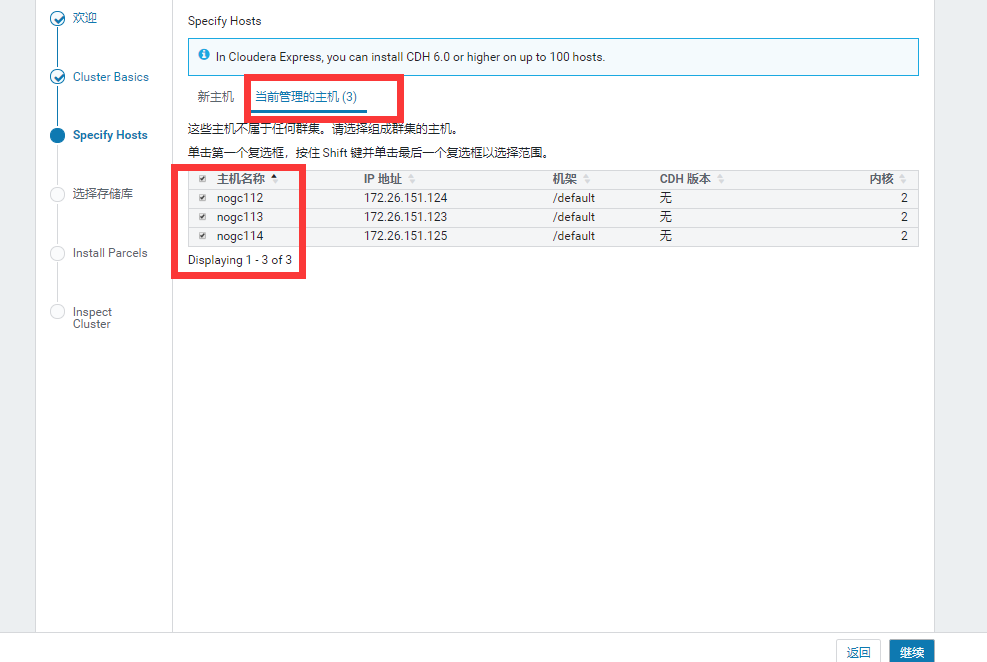 欢迎
Cluster Basics
Specify Hosts
选择存储库
Install Parcels
Inspect
Cluster
Specify Hosts
In Cloudera Express, you can install CDH 6.0 or higher on up to 100 hosts.
新主机 当前管理的主机 (3)
这些主机不属于任何群集。请选择组成群集的主机。
单击第一个复选框，按住 Shift 键并单击最后一个复选框以选择范围。
主机名称 IP 地址 机架 CDH 版本 内核
nogc112 172.26.151.124 /default 无 2
nogc113 172.26.151.123 /default 无 2
nogc114 172.26.151.125 /default 无 2
Displaying 1 - 3 of 3
返回 继续